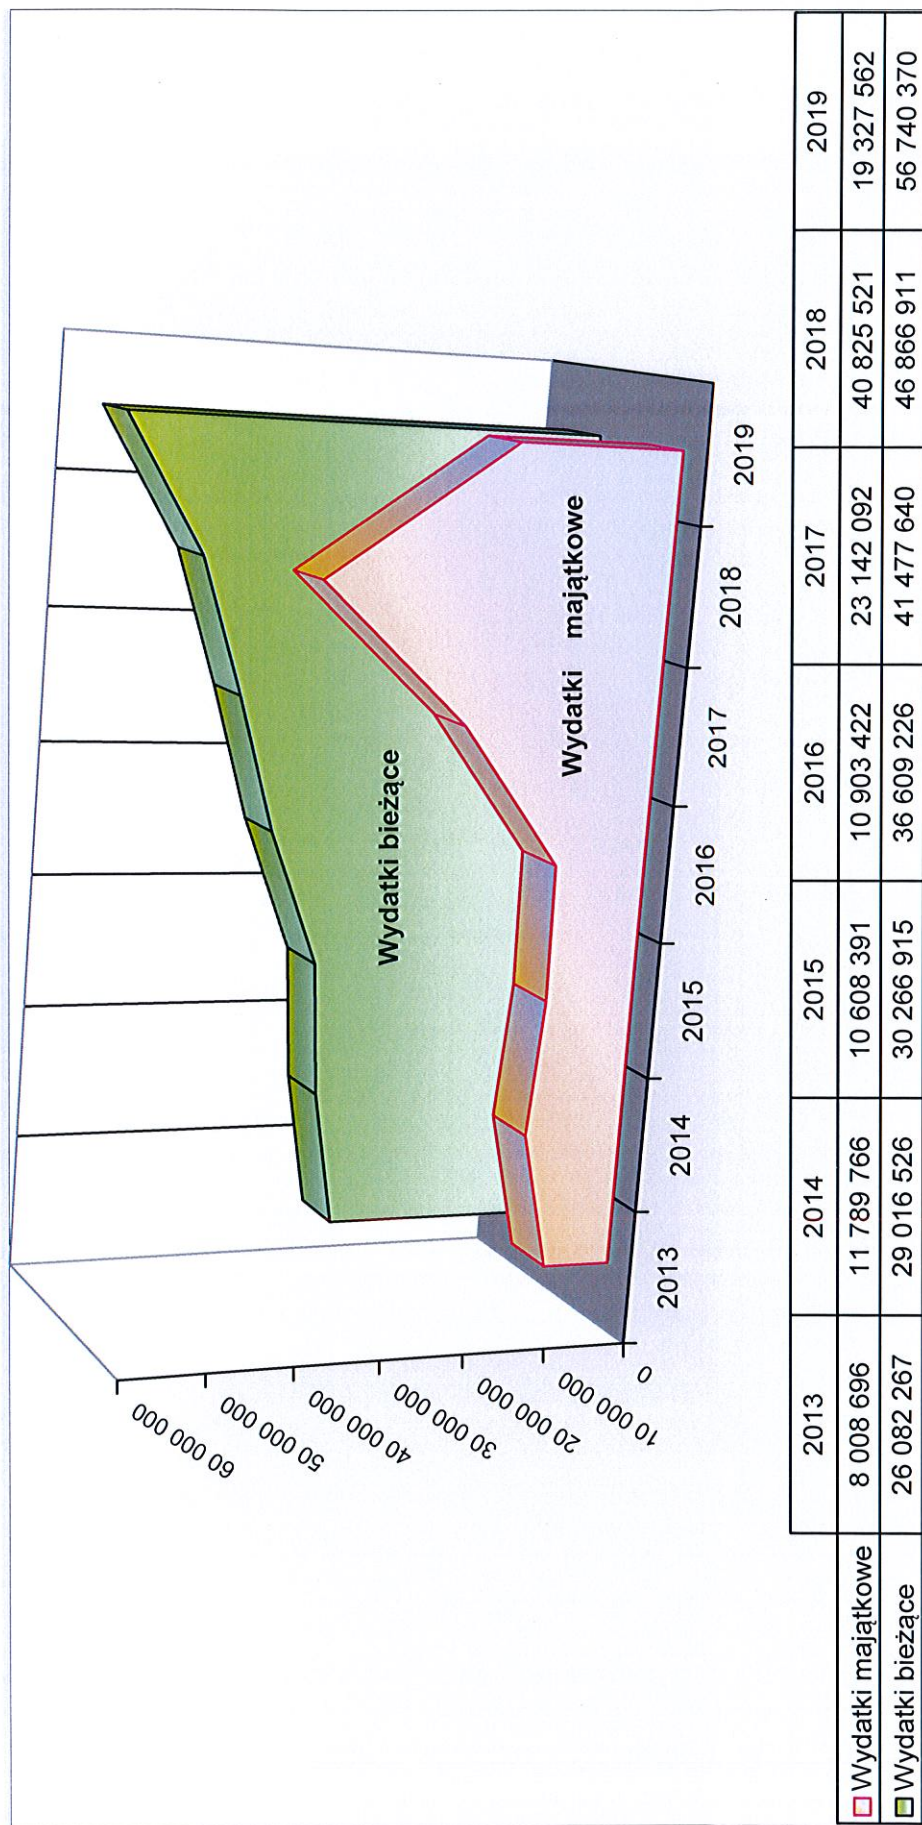 60 000 000
50 000 000
40 000 000
30 000 000
20 000 000
10 000 000
0
Wydatki bieżące
Wydatki majątkowe
2013 2014 2015 2016 2017 2018 2019
2013 2014 2015 2016 2017 2018 2019
Wydatki majątkowe 8 008 696 11 789 766 10 608 391 10 903 422 23 142 092 40 825 521 19 327 562
Wydatki bieżące 26 082 267 29 016 526 30 266 915 36 609 226 41 477 640 46 866 911 56 740 370